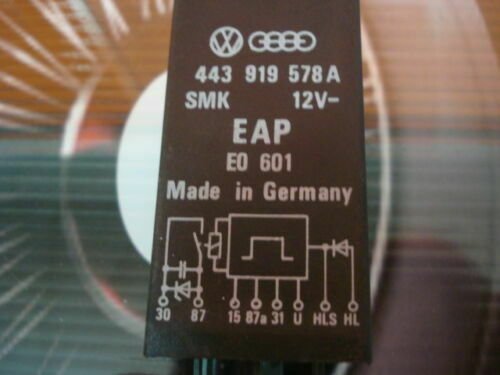 443 919 578 A
SMK 12V-
EAP
E0 601
Made in Germany
30 87 15 87a 31 U HLS HL